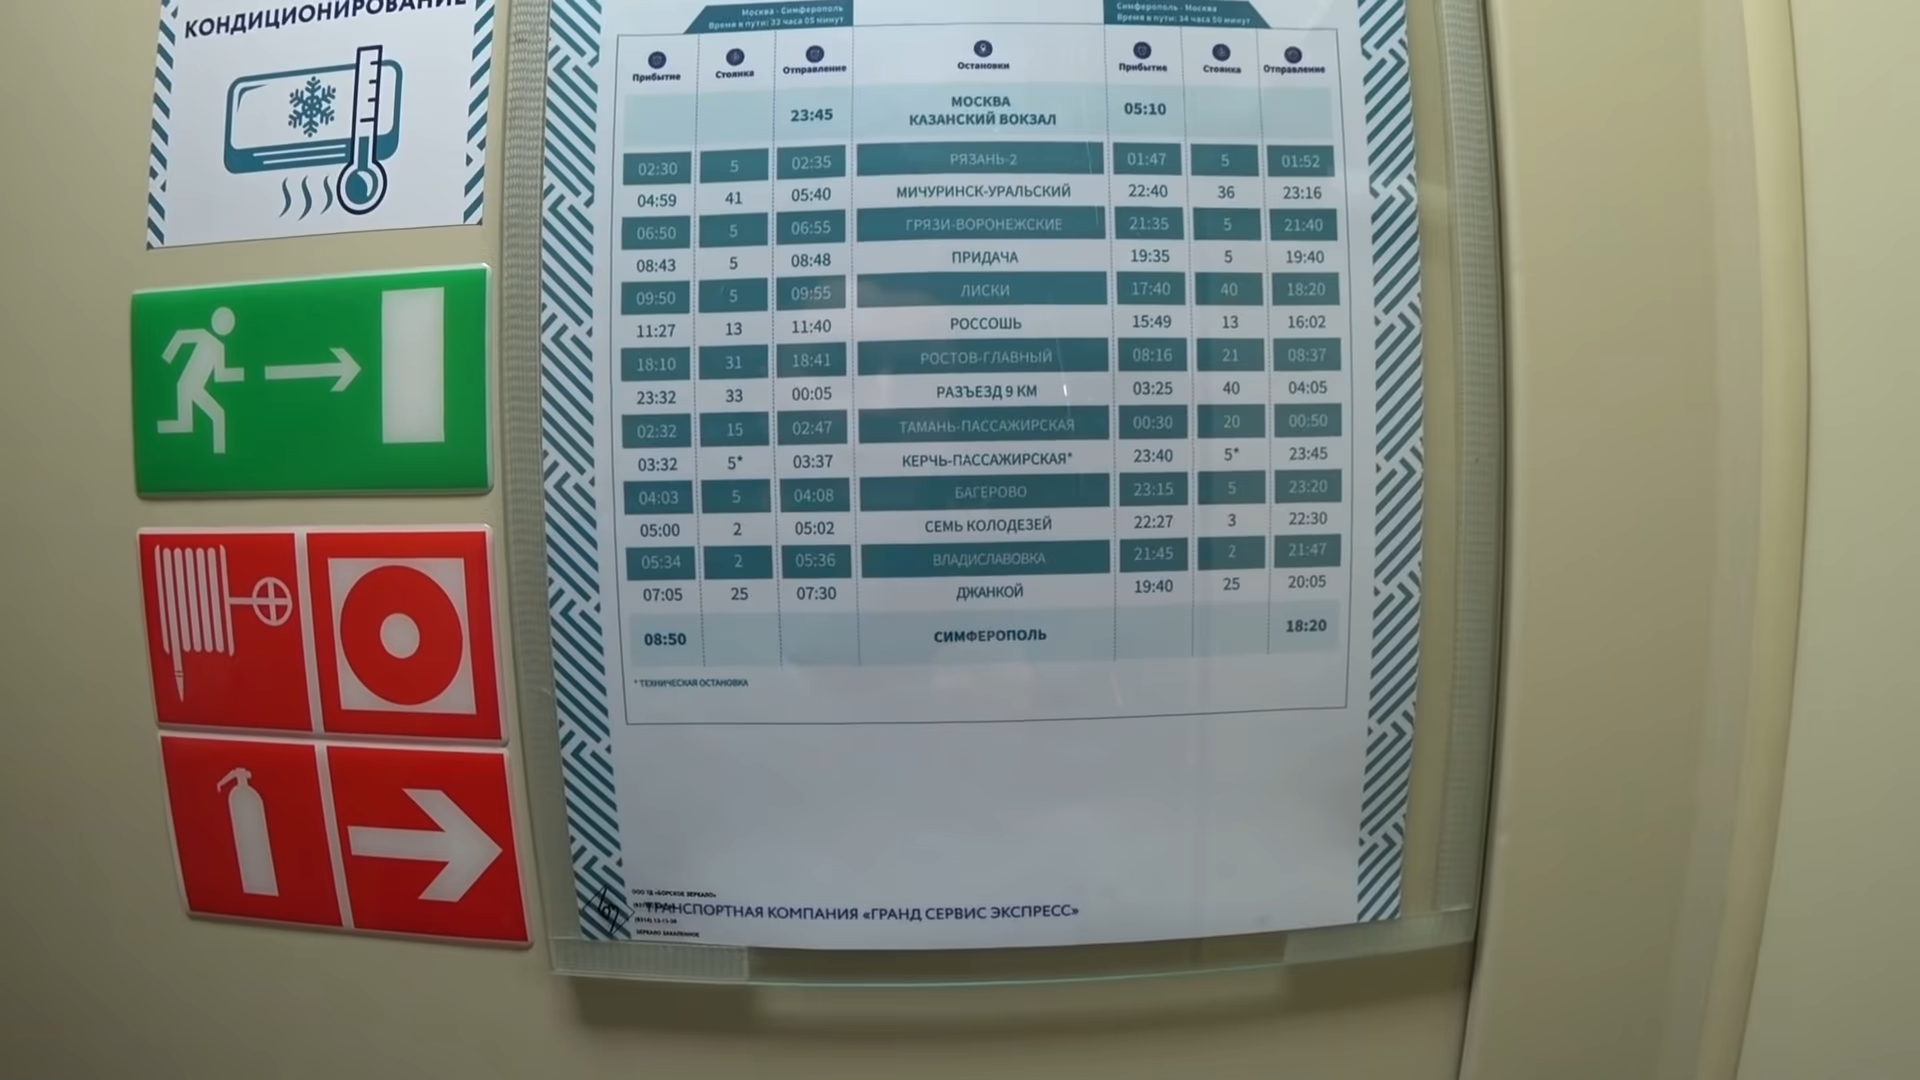 КОНДИЦИОНИРОВАНИЕ
Москва - Симферополь
Время в пути: 33 часа 05 минут
Симферополь - Москва
Время в пути: 34 часа 50 минут
Прибытие Стоянка Отправление Остановки Прибытие Стоянка Отправление
23:45 МОСКВА КАЗАНСКИЙ ВОКЗАЛ 05:10
02:30 5 02:35 РЯЗАНЬ-2 01:47 5 01:52
04:59 41 05:40 МИЧУРИНСК-УРАЛЬСКИЙ 22:40 36 23:16
06:50 5 06:55 ГРЯЗИ-ВОРОНЕЖСКИЕ 21:35 5 21:40
08:43 5 08:48 ПРИДАЧА 19:35 5 19:40
09:50 5 09:55 ЛИСКИ 17:40 40 18:20
11:27 13 11:40 РОССОШЬ 15:49 13 16:02
18:10 31 18:41 РОСТОВ-ГЛАВНЫЙ 08:16 21 08:37
23:32 33 00:05 РАЗЪЕЗД 9 КМ 03:25 40 04:05
02:32 15 02:47 ТАМАНЬ-ПАССАЖИРСКАЯ 00:30 20 00:50
03:32 5* 03:37 КЕРЧЬ-ПАССАЖИРСКАЯ* 23:40 5* 23:45
04:03 5 04:08 БАГЕРОВО 23:15 5 23:20
05:00 2 05:02 СЕМЬ КОЛОДЕЗЕЙ 22:27 3 22:30
05:34 2 05:36 ВЛАДИСЛАВОВКА 21:45 2 21:47
07:05 25 07:30 ДЖАНКОЙ 19:40 25 20:05
08:50 СИМФЕРОПОЛЬ 18:20
* ТЕХНИЧЕСКАЯ ОСТАНОВКА
ООО ТД «БОРСКОЕ ЗЕРКАЛО»
ТРАНСПОРТНАЯ КОМПАНИЯ «ГРАНД СЕРВИС ЭКСПРЕСС»
ЗЕРКАЛО ЗАКАЛЕННОЕ